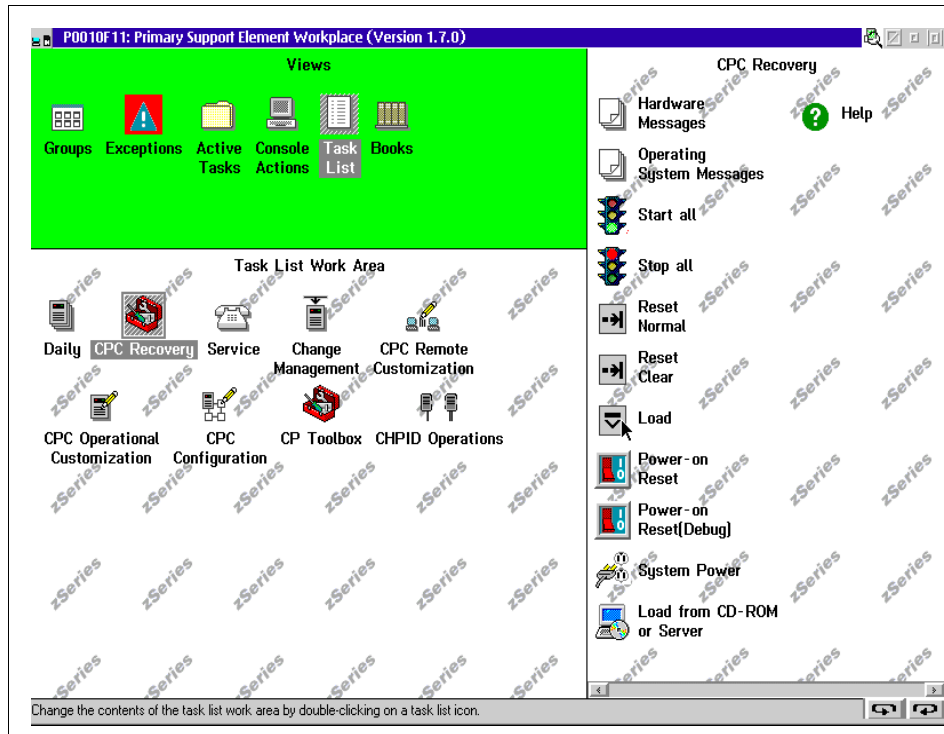 P0010F11: Primary Support Element Workplace (Version 1.7.0)
Views
Groups
Exceptions
Active
Tasks
Console
Actions
Task
List
Books
Task List Work Area
Daily
CPC Recovery
Service
Change
Management
CPC Remote
Customization
CPC Operational
Customization
CPC
Configuration
CP Toolbox
CHPID Operations
CPC Recovery
Hardware
Messages
Help
Operating
System Messages
Start all
Stop all
Reset
Normal
Reset
Clear
Load
Power-on
Reset
Power-on
Reset(Debug)
System Power
Load from CD-ROM
or Server
zSeries
Change the contents of the task list work area by double-clicking on a task list icon.